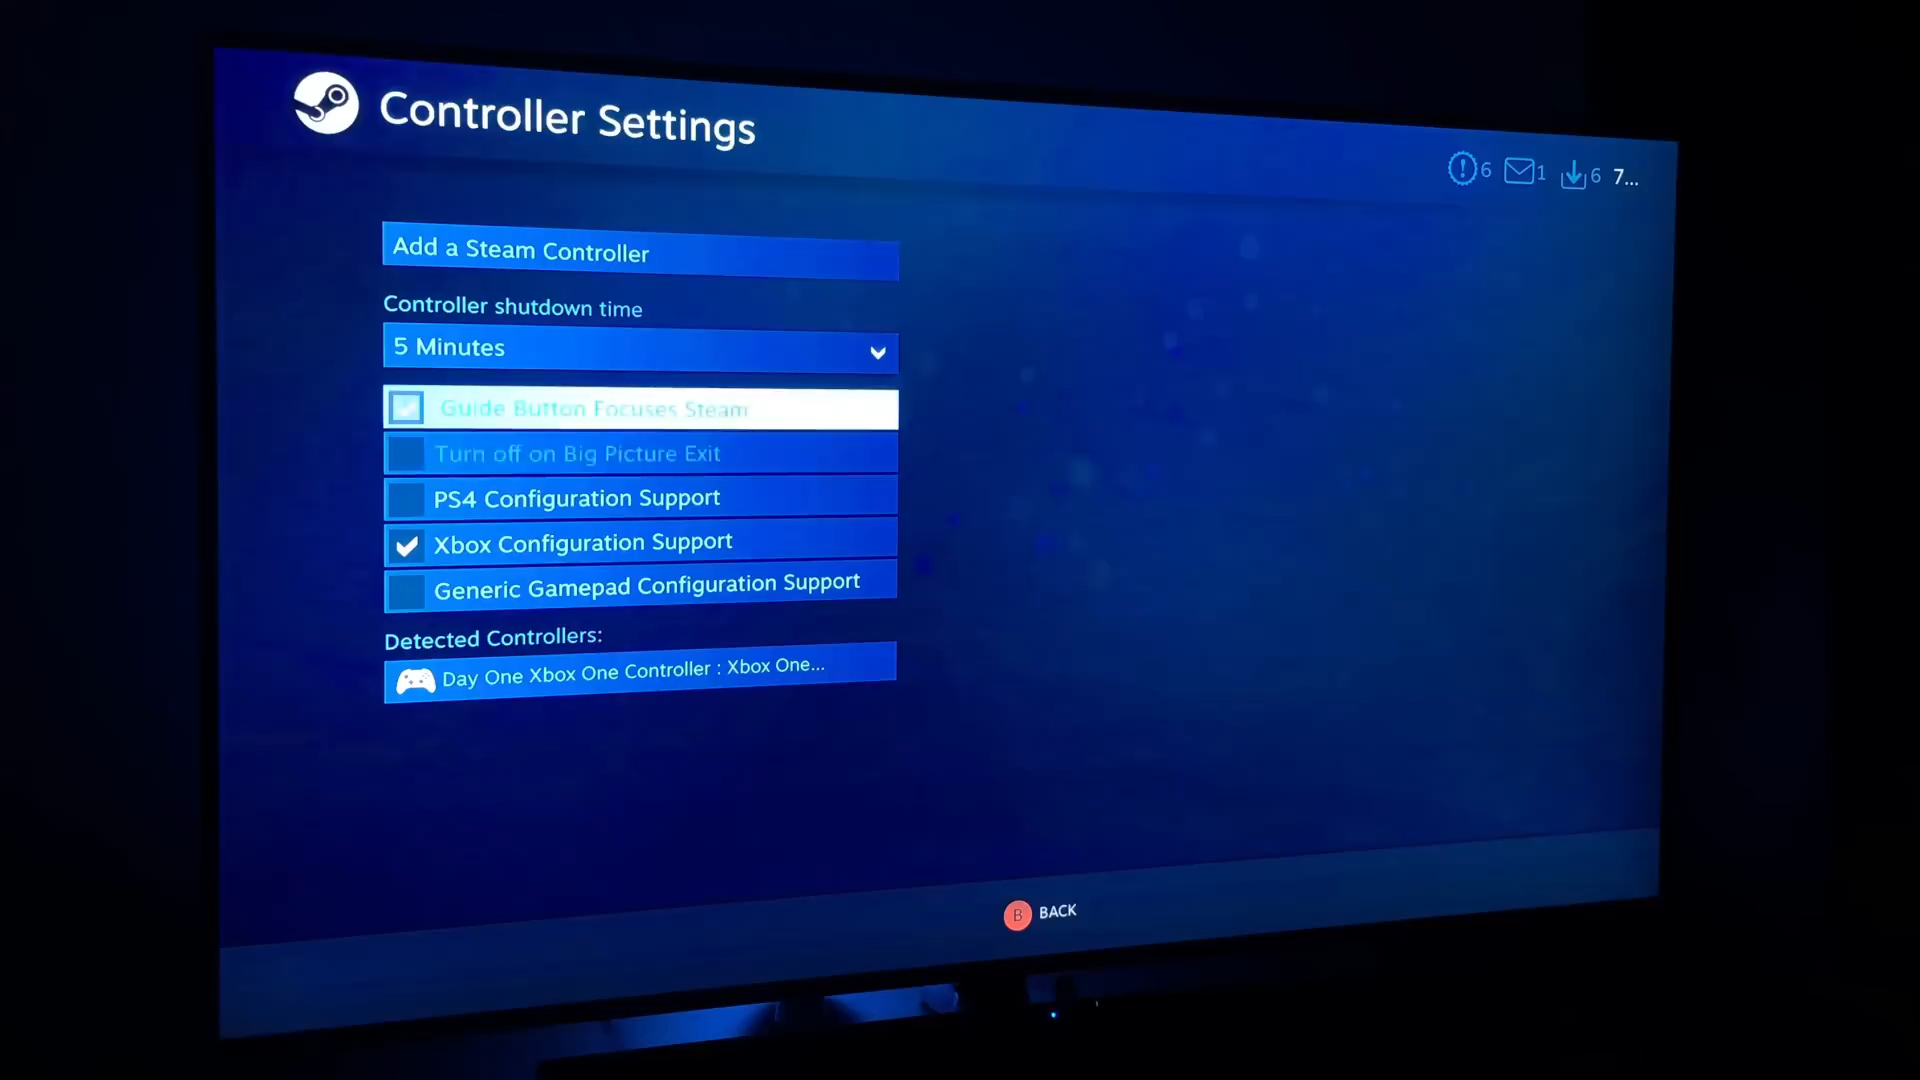 Controller Settings
6 1 6 7...
Add a Steam Controller
Controller shutdown time
5 Minutes
Guide Button Focuses Steam
Turn off on Big Picture Exit
PS4 Configuration Support
Xbox Configuration Support
Generic Gamepad Configuration Support
Detected Controllers:
Day One Xbox One Controller : Xbox One...
B BACK